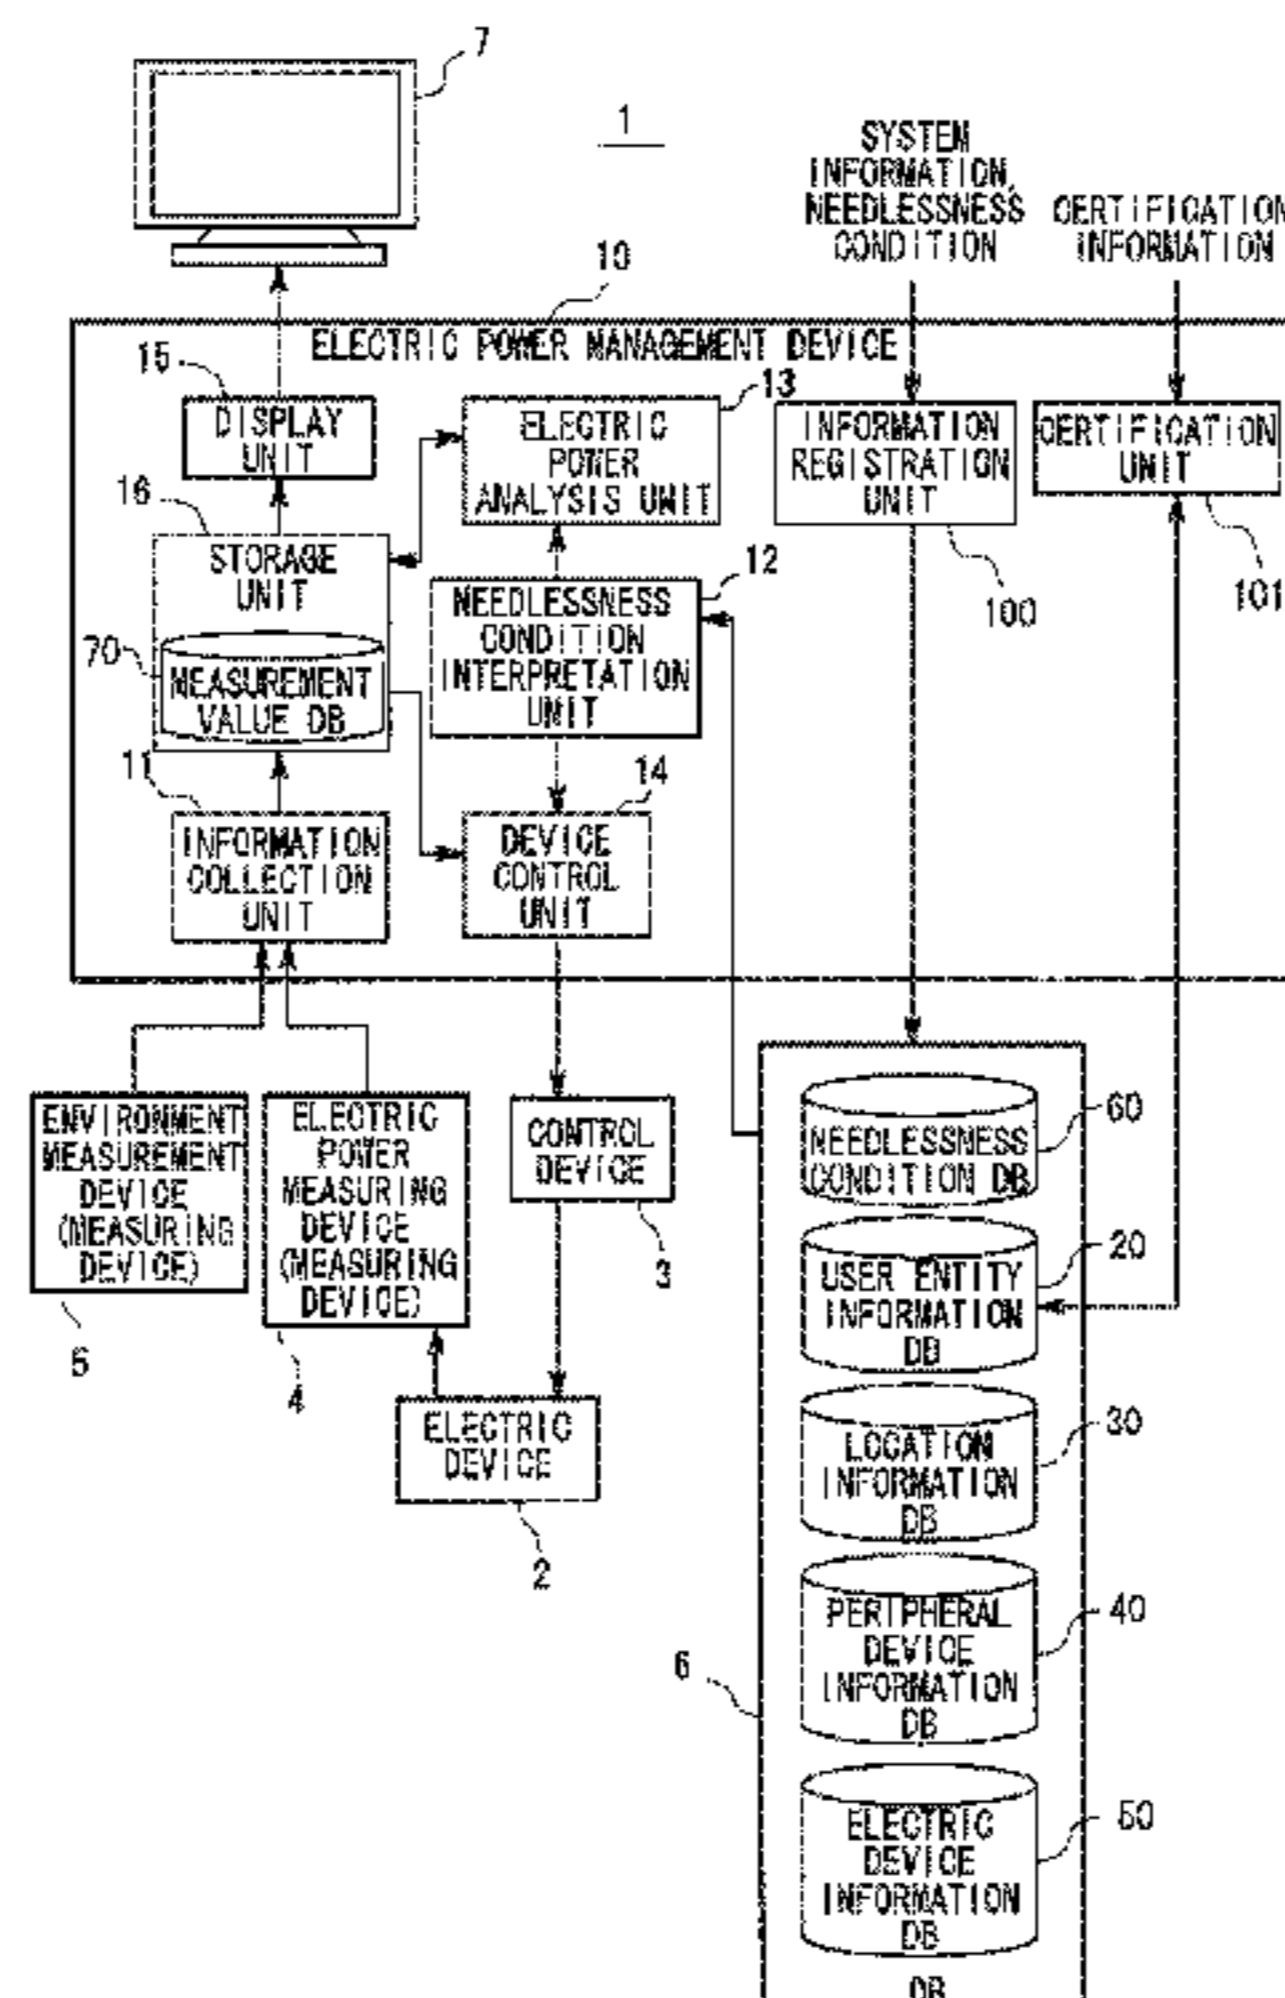 7
1
SYSTEM
INFORMATION,
NEEDLESSNESS
CONDITION
CERTIFICATION
INFORMATION
10
ELECTRIC POWER MANAGEMENT DEVICE
15
DISPLAY
UNIT
13
ELECTRIC
POWER
ANALYSIS UNIT
INFORMATION
REGISTRATION
UNIT
100
CERTIFICATION
UNIT
101
16
STORAGE
UNIT
70
MEASUREMENT
VALUE DB
12
NEEDLESSNESS
CONDITION
INTERPRETATION
UNIT
11
INFORMATION
COLLECTION
UNIT
14
DEVICE
CONTROL
UNIT
ENVIRONMENT
MEASUREMENT
DEVICE
(MEASURING
DEVICE)
5
ELECTRIC
POWER
MEASURING
DEVICE
(MEASURING
DEVICE)
4
CONTROL
DEVICE
3
ELECTRIC
DEVICE
2
6
NEEDLESSNESS
CONDITION DB
60
USER ENTITY
INFORMATION
DB
20
LOCATION
INFORMATION
DB
30
PERIPHERAL
DEVICE
INFORMATION
DB
40
ELECTRIC
DEVICE
INFORMATION
DB
50
DB